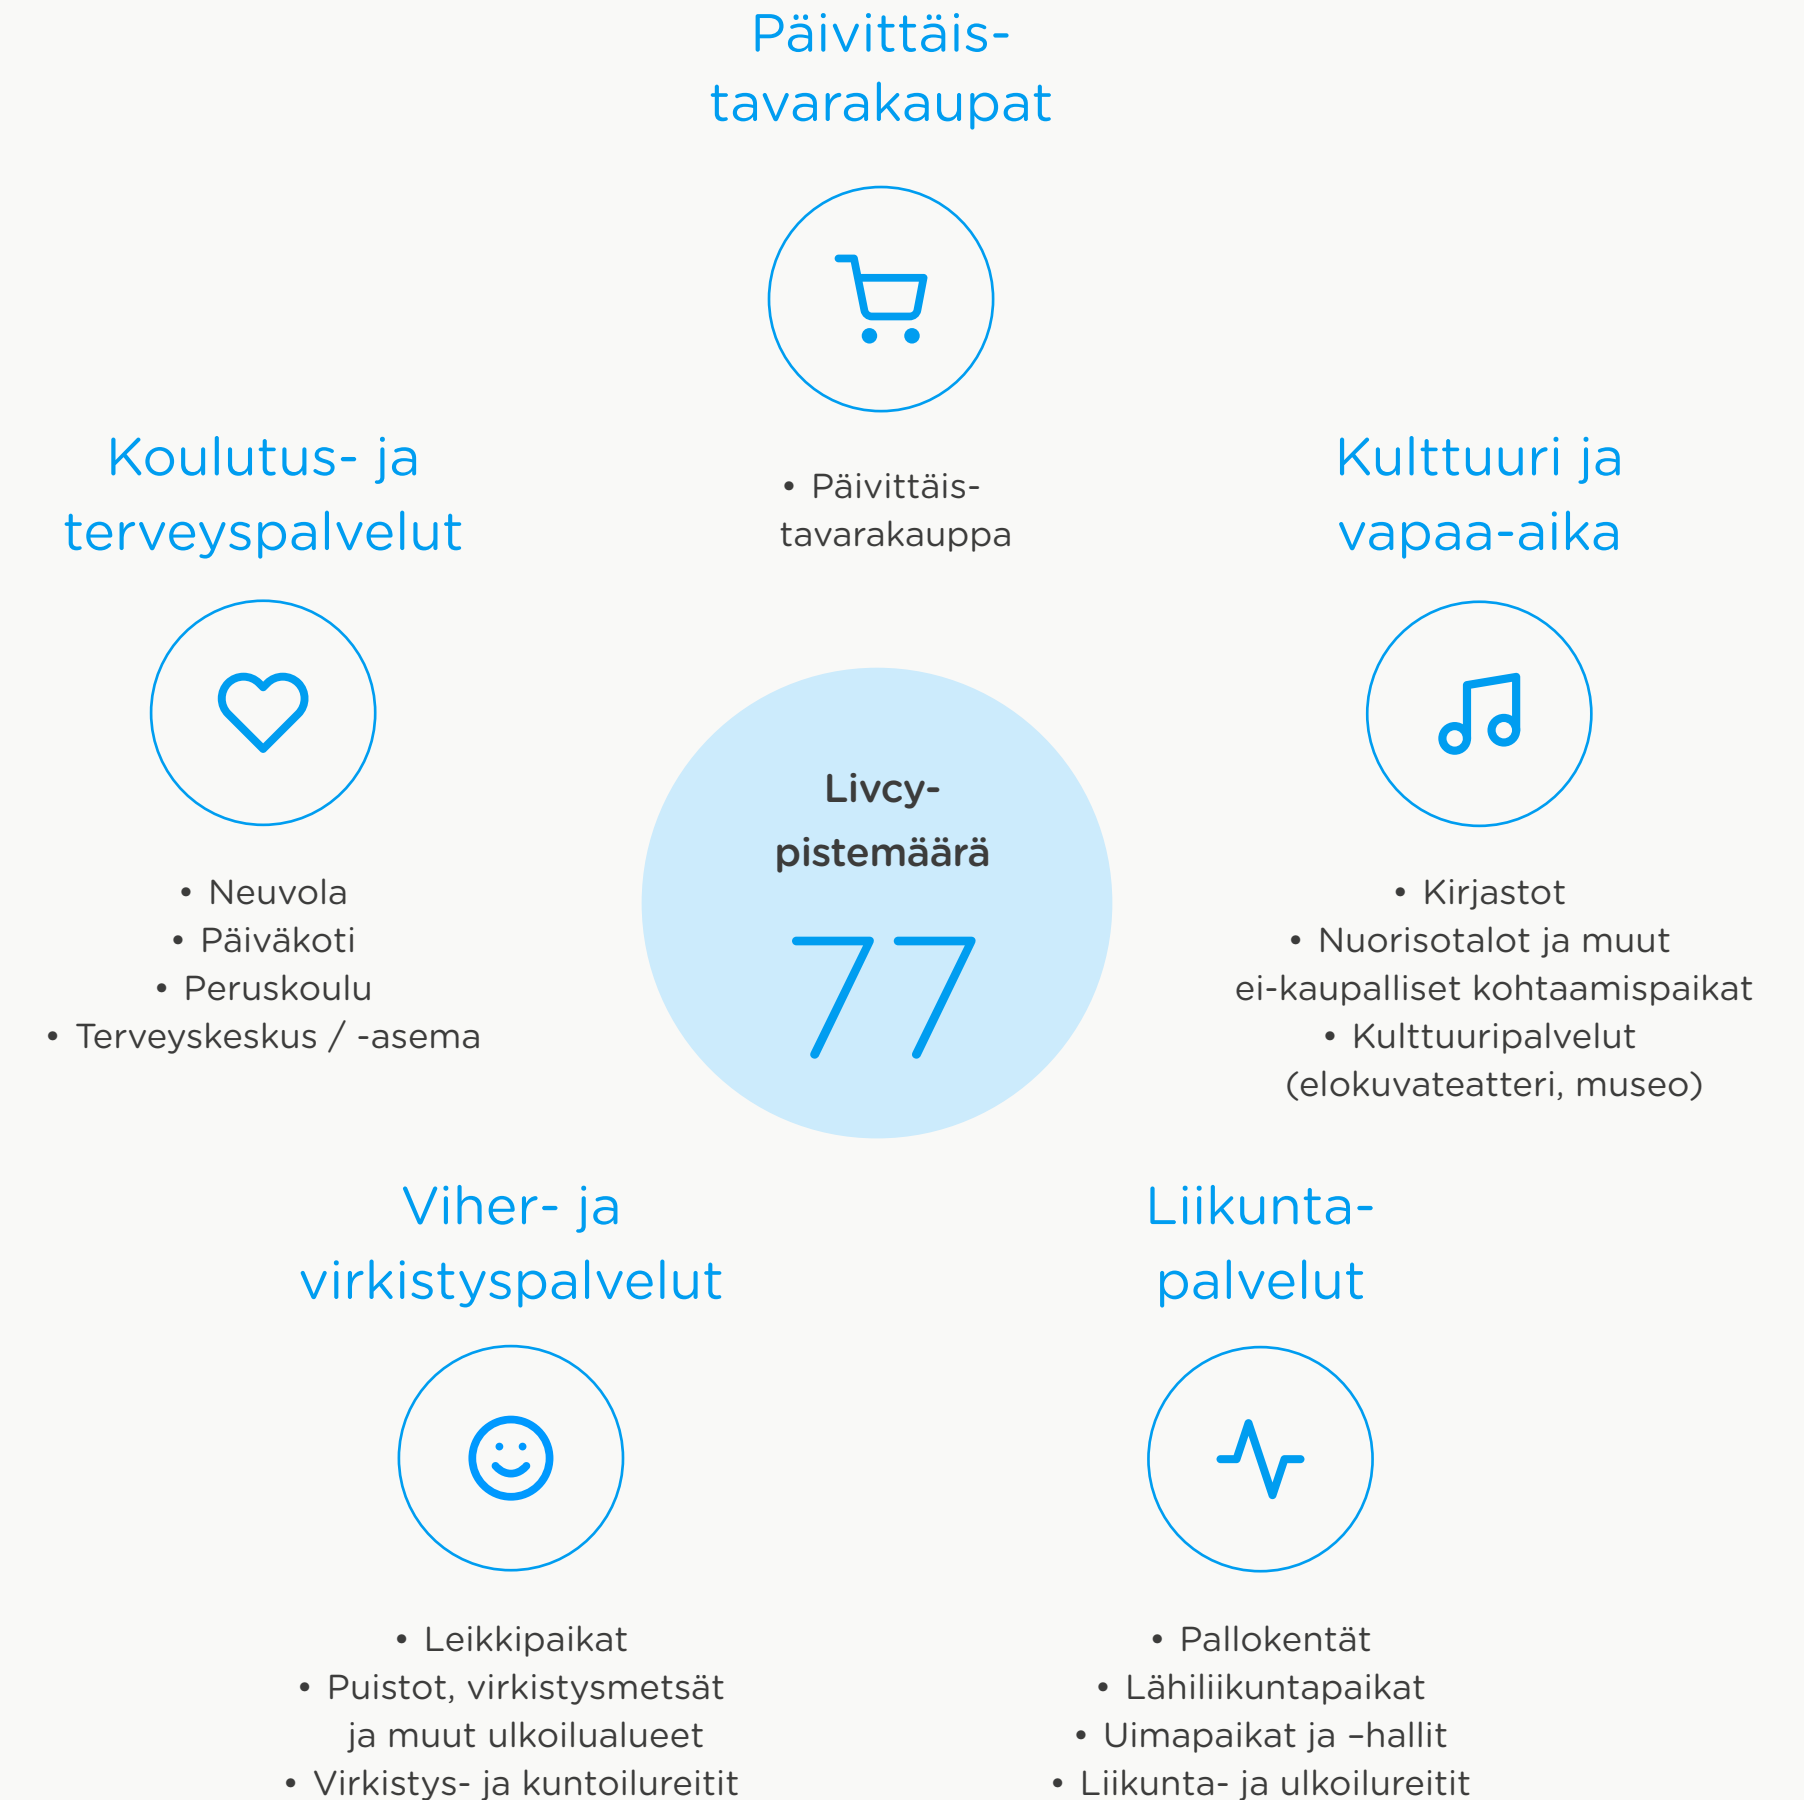 Päivittäis-
tavarakaupat
• Päivittäis-
tavarakauppa
Koulutus- ja
terveyspalvelut
• Neuvola
• Päiväkoti
• Peruskoulu
• Terveyskeskus / -asema
Livcy-
pistemäärä
77
Kulttuuri ja
vapaa-aika
• Kirjastot
• Nuorisotalot ja muut
ei-kaupalliset kohtaamispaikat
• Kulttuuripalvelut
(elokuvateatteri, museo)
Viher- ja
virkistyspalvelut
• Leikkipaikat
• Puistot, virkistysmetsät
ja muut ulkoilualueet
• Virkistys- ja kuntoilureitit
Liikunta-
palvelut
• Pallokentät
• Lähiliikuntapaikat
• Uimapaikat ja –hallit
• Liikunta- ja ulkoilureitit